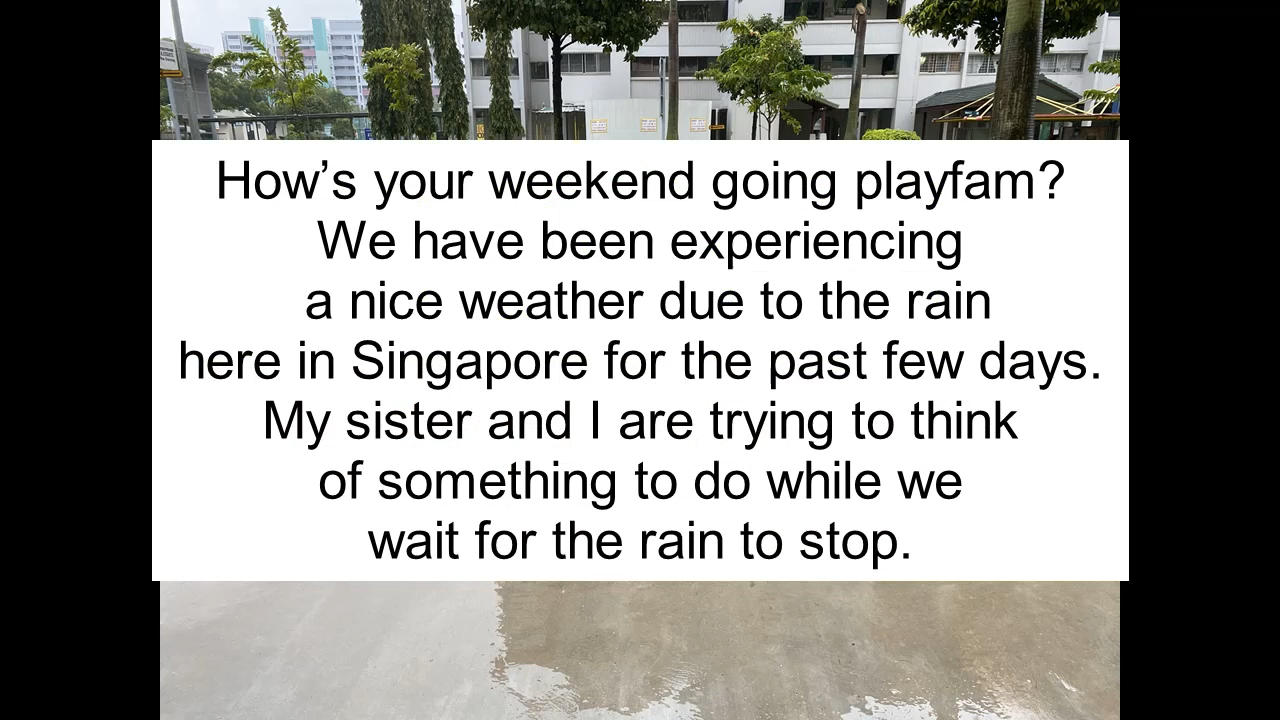 How’s your weekend going playfam?
We have been experiencing
a nice weather due to the rain
here in Singapore for the past few days.
My sister and I are trying to think
of something to do while we
wait for the rain to stop.